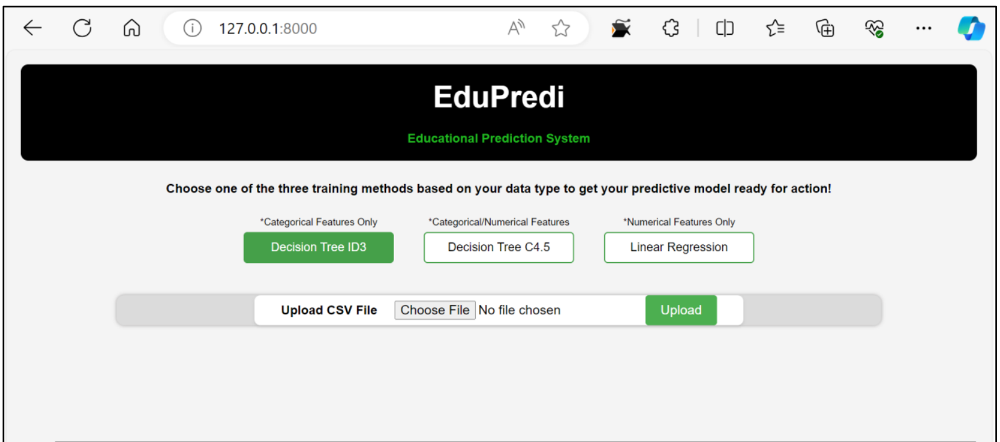 127.0.0.1:8000
EduPredi
Educational Prediction System
Choose one of the three training methods based on your data type to get your predictive model ready for action!
*Categorical Features Only *Categorical/Numerical Features *Numerical Features Only
Decision Tree ID3 Decision Tree C4.5 Linear Regression
Upload CSV File Choose File No file chosen Upload